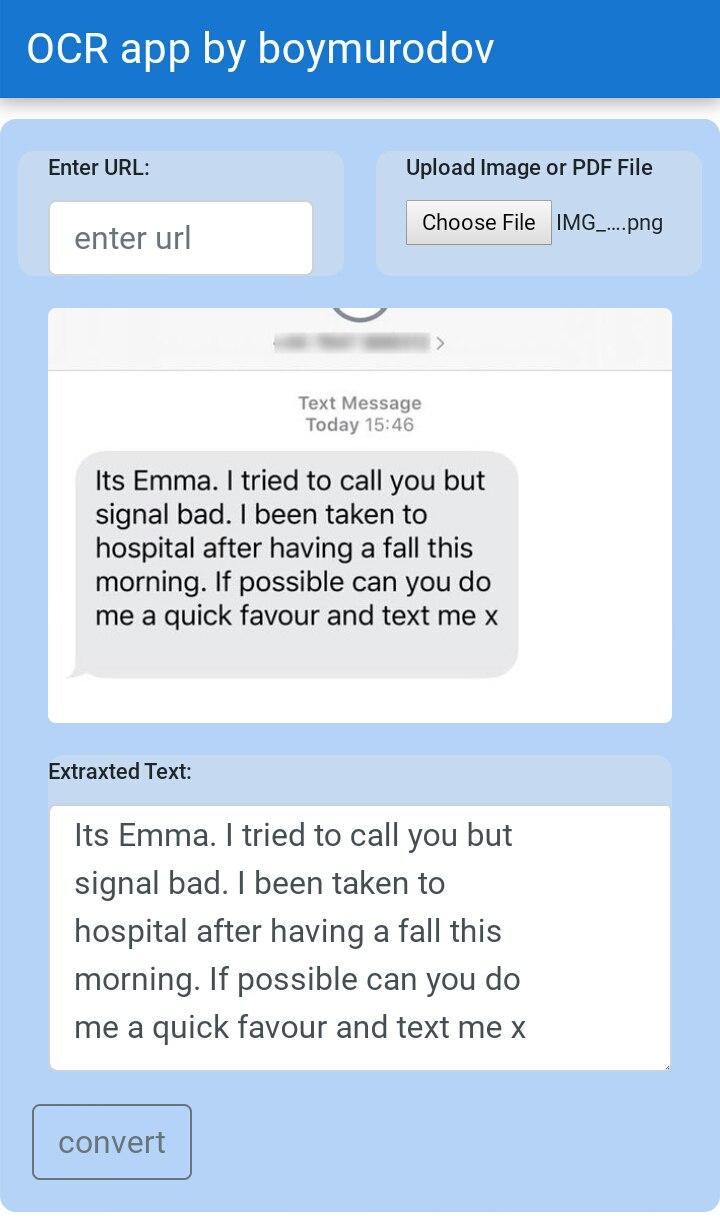 OCR app by boymurodov
Enter URL:
enter url
Upload Image or PDF File
Choose File IMG_....png
Text Message
Today 15:46
Its Emma. I tried to call you but
signal bad. I been taken to
hospital after having a fall this
morning. If possible can you do
me a quick favour and text me x
Extraxted Text:
Its Emma. I tried to call you but
signal bad. I been taken to
hospital after having a fall this
morning. If possible can you do
me a quick favour and text me x
convert